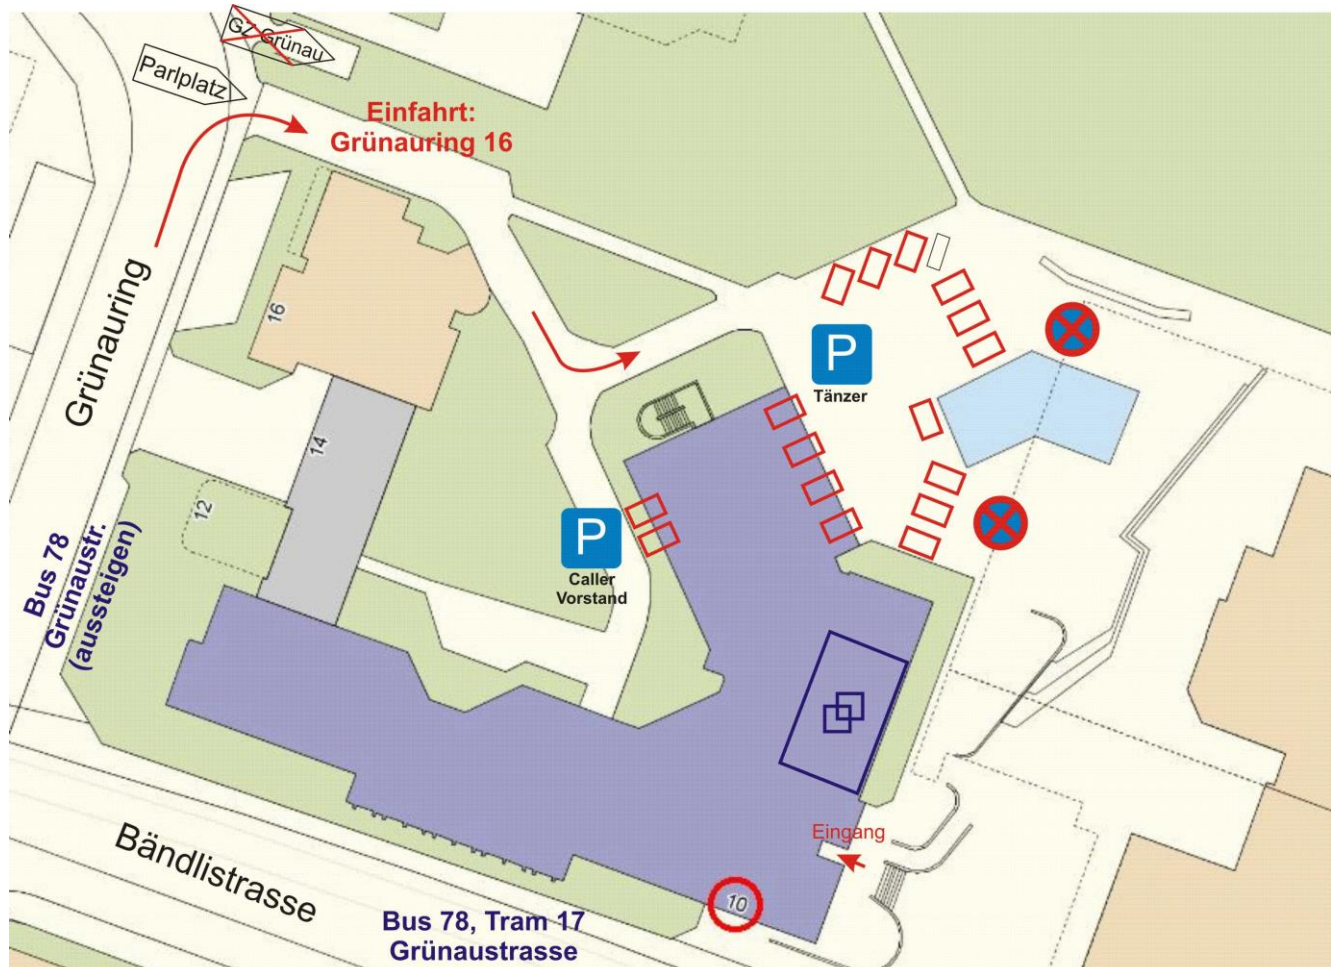 GZ Grünau
Parlplatz
Einfahrt:
Grünauring 16
Grünauring
16
14
12
P
Tänzer
P
Caller
Vorstand
Bus 78
Grünaustr.
(aussteigen)
Eingang
Bändlistrasse
10
Bus 78, Tram 17
Grünaustrasse